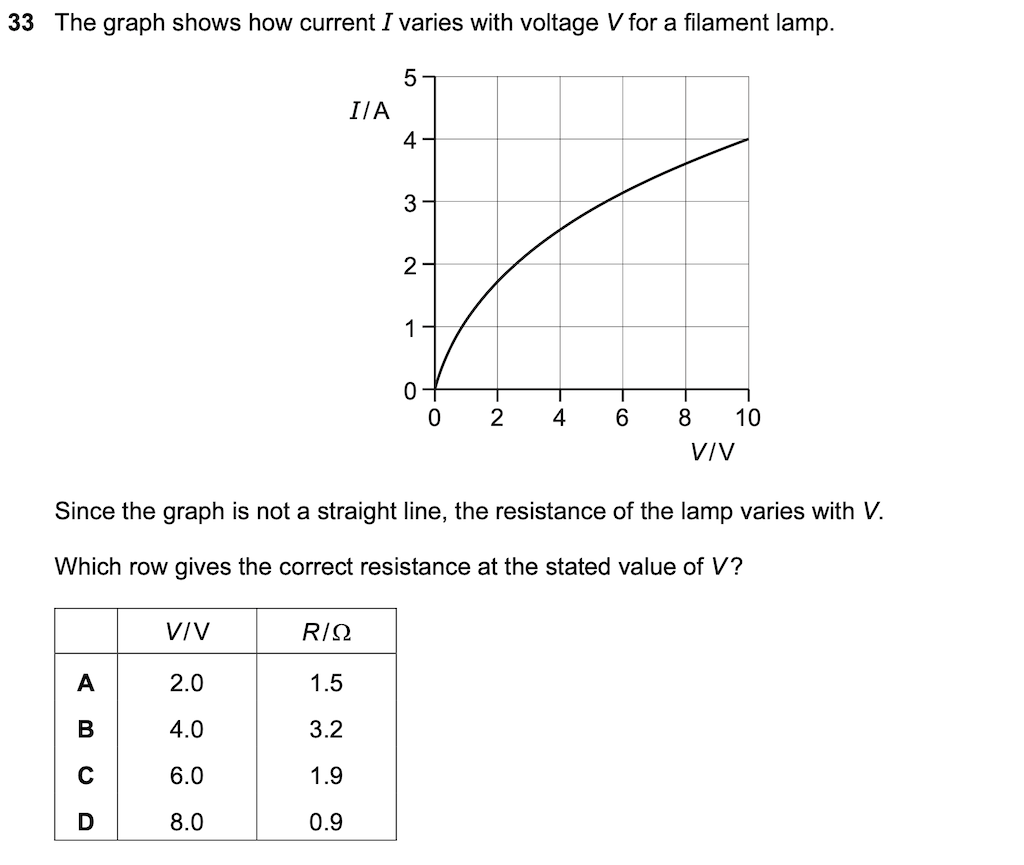 33 The graph shows how current I varies with voltage V for a filament lamp.
5
I/A
4
3
2
1
0
0 2 4 6 8 10
V/V
Since the graph is not a straight line, the resistance of the lamp varies with V.
Which row gives the correct resistance at the stated value of V?
V/V R/Ω
A 2.0 1.5
B 4.0 3.2
C 6.0 1.9
D 8.0 0.9